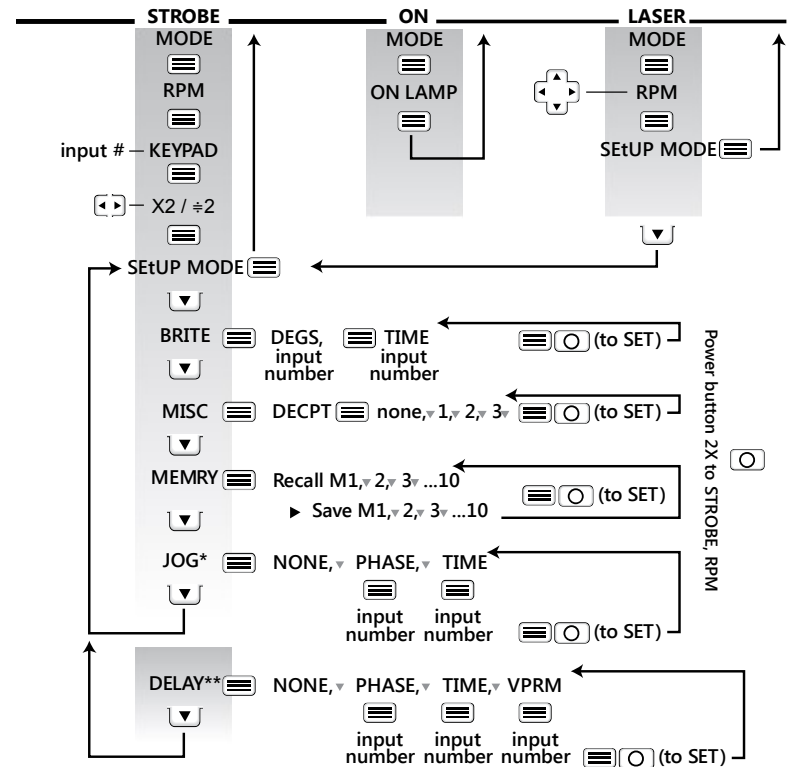 STROBE ON LASER
MODE MODE MODE
RPM ON LAMP RPM
input # KEYPAD SEtUP MODE
X2 / ÷2
SEtUP MODE
BRITE DEGS, TIME (to SET)
input input
number number
MISC DECPT none, 1, 2, 3 (to SET)
MEMRY Recall M1, 2, 3 ...10 (to SET)
Save M1, 2, 3 ...10
JOG* NONE, PHASE, TIME
input input
number number (to SET)
DELAY** NONE, PHASE, TIME, VPRM
input input input
number number number (to SET)
Power button 2X to STROBE, RPM